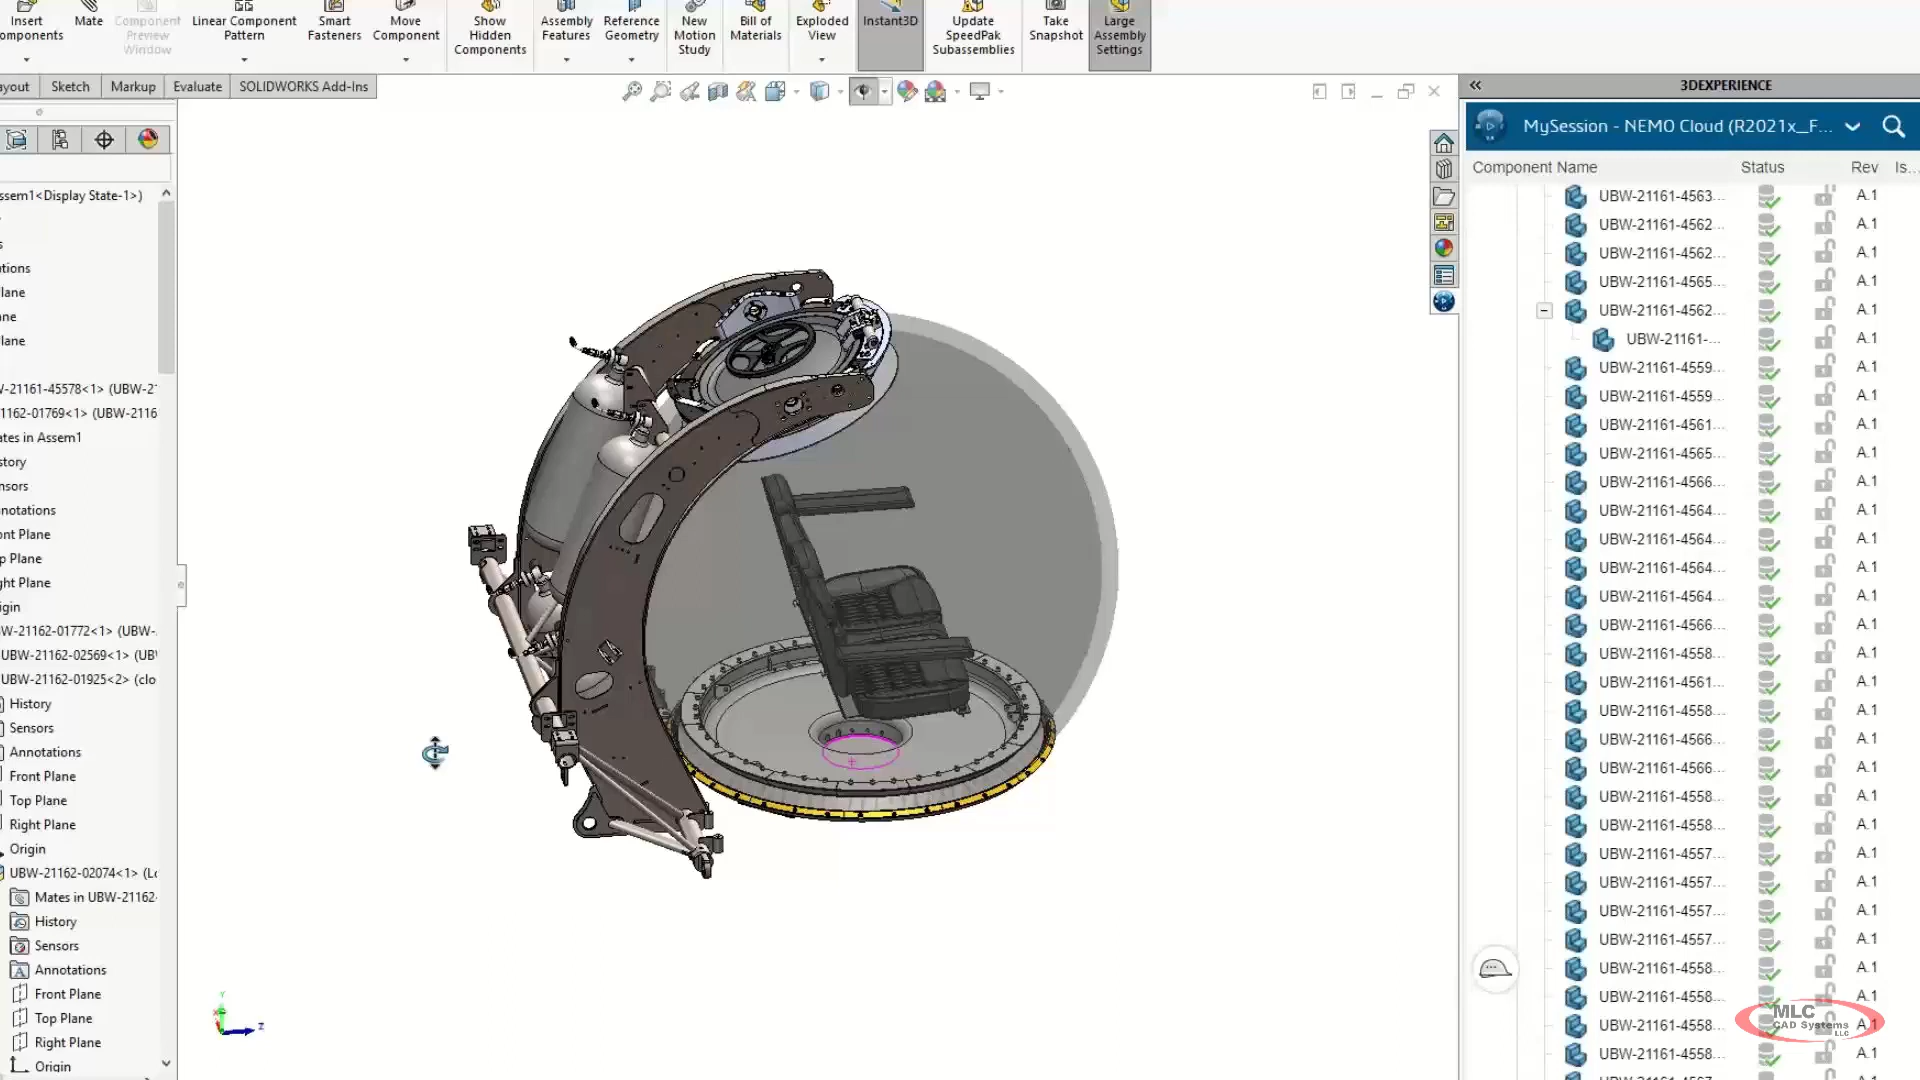 Insert
omponents
Mate
Component
Preview
Window
Linear Component
Pattern
Smart
Fasteners
Move
Component
Show
Hidden
Components
Assembly
Features
Reference
Geometry
New
Motion
Study
Bill of
Materials
Exploded
View
Instant3D
Update
SpeedPak
Subassemblies
Take
Snapshot
Large
Assembly
Settings
ayout
Sketch
Markup
Evaluate
SOLIDWORKS Add-Ins
3DEXPERIENCE
MySession - NEMO Cloud (R2021x_F...
Component Name Status Rev Is...
ssem1<Display State-1>)
s
ations
lane
ane
lane
V-21161-45578<1> (UBW-2
1162-01769<1> (UBW-2116
ates in Assem1
story
nsors
nnotations
ont Plane
p Plane
ght Plane
igin
W-21162-01772<1> (UBW-
UBW-21162-02569<1> (UBW
UBW-21162-01925<2> (clo
History
Sensors
Annotations
Front Plane
Top Plane
Right Plane
Origin
UBW-21162-02074<1> (Lo
Mates in UBW-21162-
History
Sensors
Annotations
Front Plane
Top Plane
Right Plane
Origin
Y
Z
UBW-21161-4563... A.1
UBW-21161-4562... A.1
UBW-21161-4562... A.1
UBW-21161-4565... A.1
UBW-21161-4562... A.1
UBW-21161-... A.1
UBW-21161-4559... A.1
UBW-21161-4559... A.1
UBW-21161-4561... A.1
UBW-21161-4565... A.1
UBW-21161-4566... A.1
UBW-21161-4564... A.1
UBW-21161-4564... A.1
UBW-21161-4564... A.1
UBW-21161-4564... A.1
UBW-21161-4566... A.1
UBW-21161-4558... A.1
UBW-21161-4561... A.1
UBW-21161-4558... A.1
UBW-21161-4566... A.1
UBW-21161-4566... A.1
UBW-21161-4558... A.1
UBW-21161-4558... A.1
UBW-21161-4557... A.1
UBW-21161-4557... A.1
UBW-21161-4557... A.1
UBW-21161-4557... A.1
UBW-21161-4558... A.1
UBW-21161-4558... A.1
UBW-21161-4558... A.1
UBW-21161-4558... A.1
MLC
CAD Systems
LLC